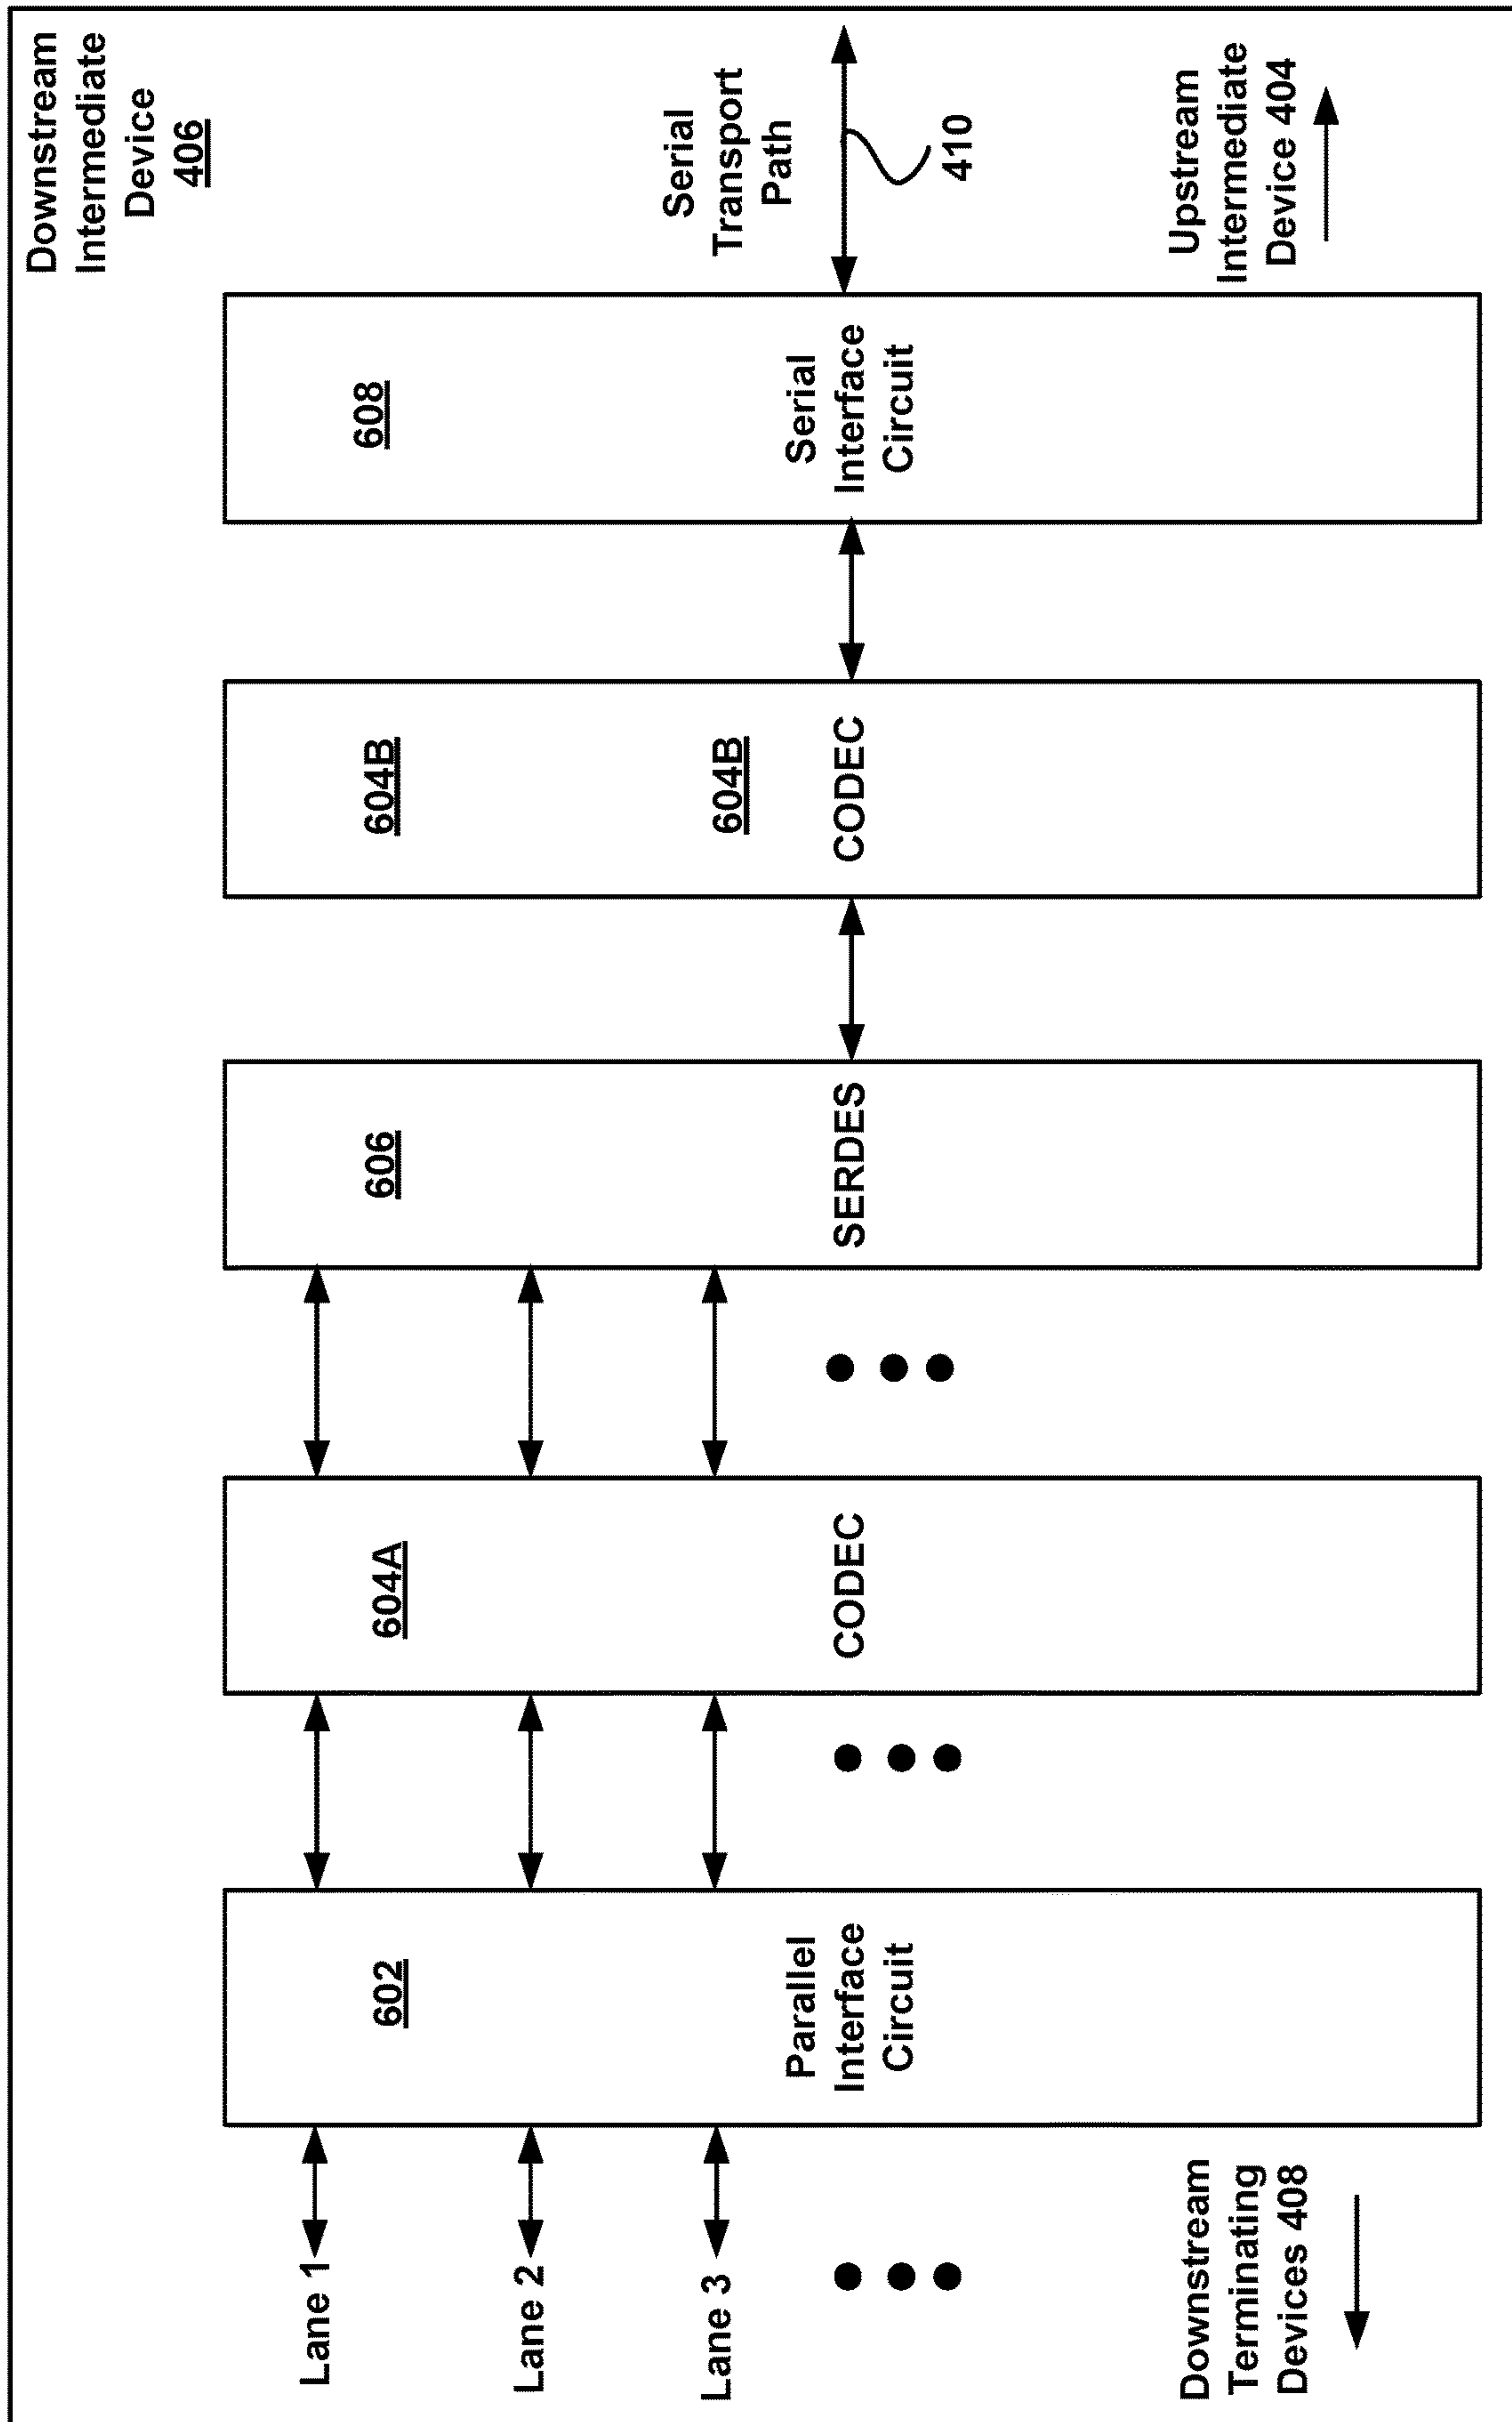 Downstream
Intermediate
Device
406
Lane 1
Lane 2
Lane 3
602
Parallel
Interface
Circuit
604A
CODEC
606
SERDES
604B
604B
CODEC
608
Serial
Interface
Circuit
Serial
Transport
Path
410
Downstream
Terminating
Devices 408
Upstream
Intermediate
Device 404